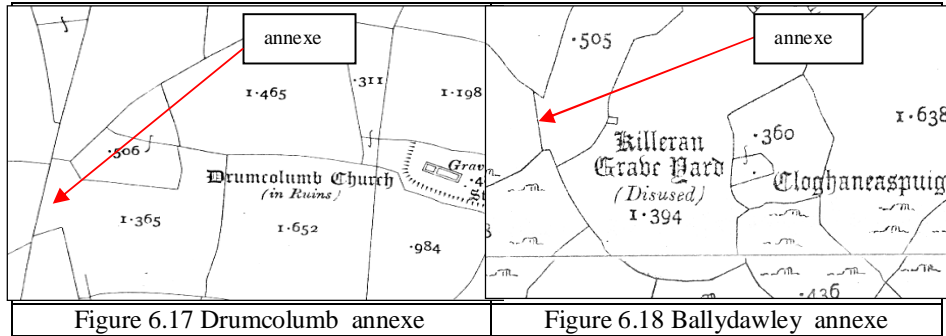 annexe
·311
1·465
1·198
·506
Grav
Drumcolumb Church
(in Ruins)
1·365
1·652
·984
annexe
·505
1·638
·360
Killeran
Grave Yard
(Disused)
Cloghaneaspuig
1·394
·436
Figure 6.17 Drumcolumb annexe
Figure 6.18 Ballydawley annexe